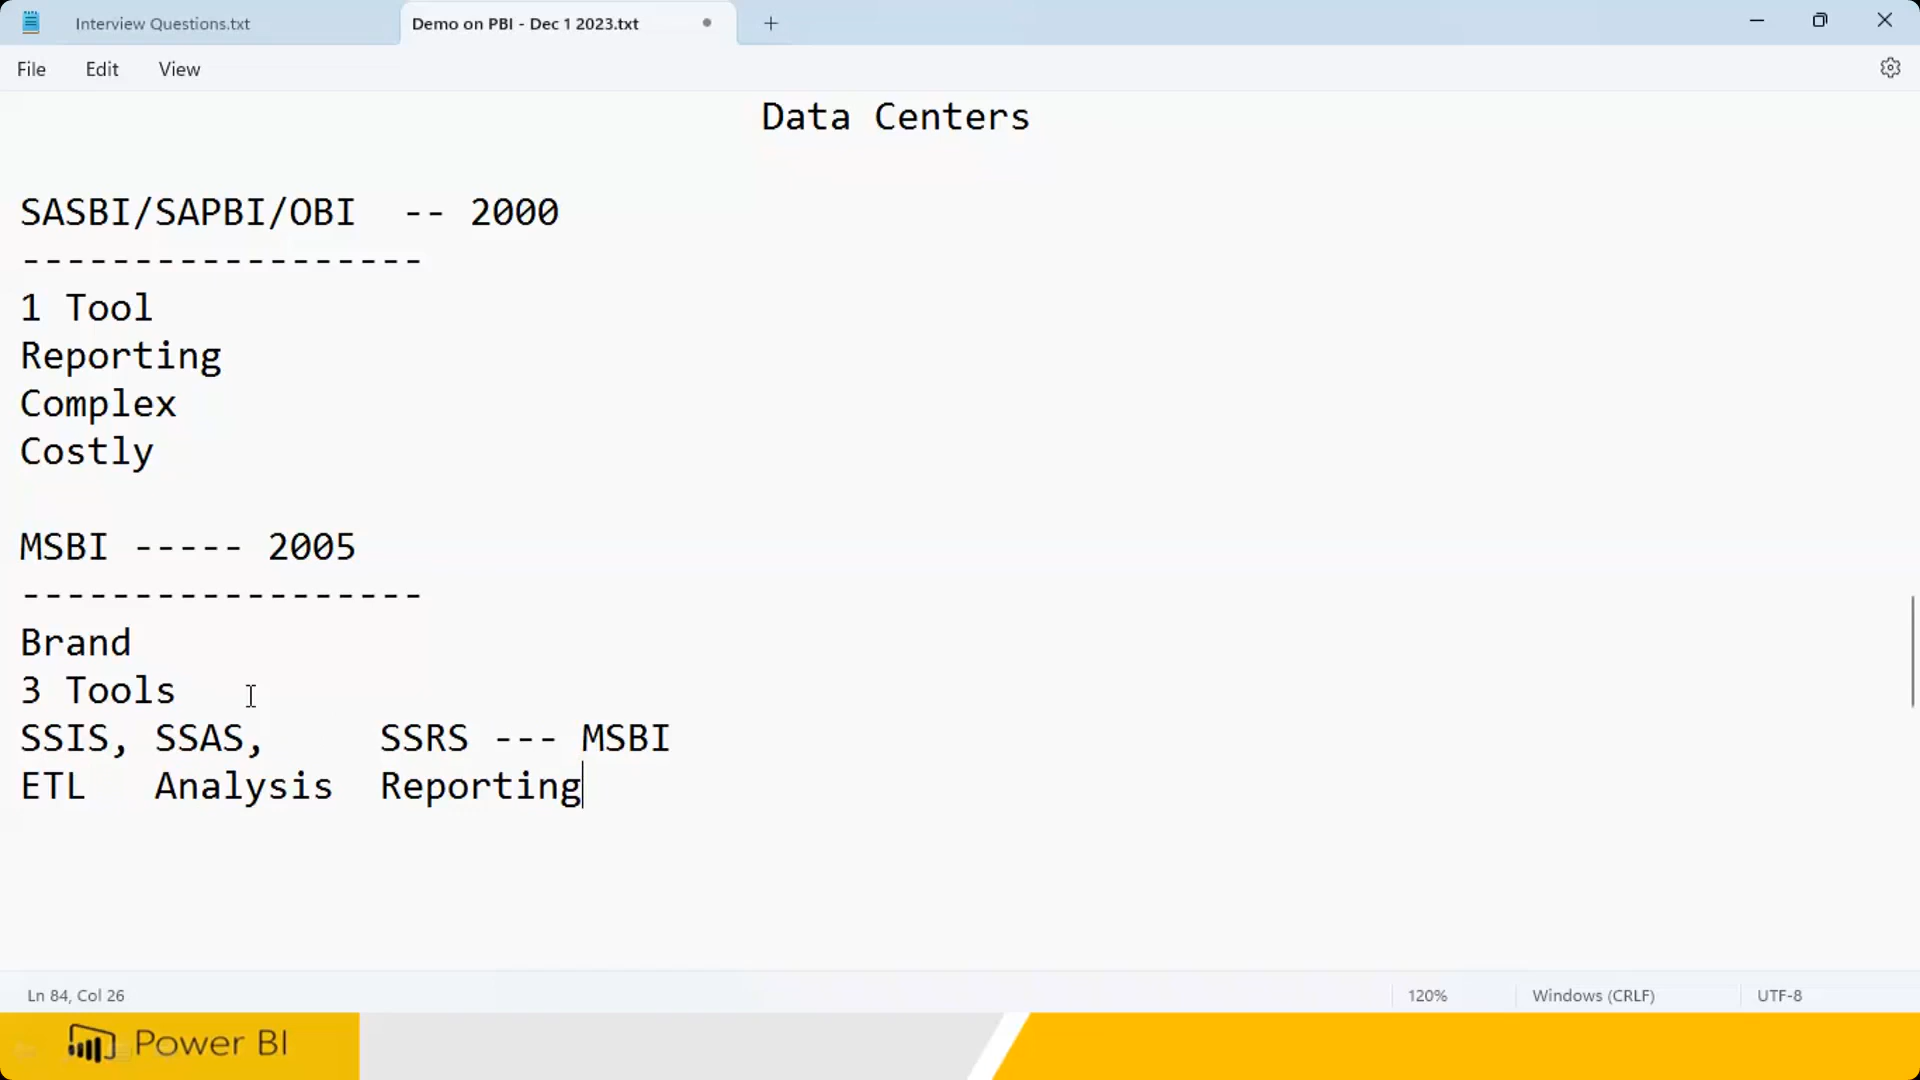 Interview Questions.txt
Demo on PBI - Dec 1 2023.txt
File Edit View
Data Centers
SASBI/SAPBI/OBI -- 2000
------------------
1 Tool
Reporting
Complex
Costly
MSBI ----- 2005
------------------
Brand
3 Tools
SSIS, SSAS, SSRS --- MSBI
ETL Analysis Reporting
Ln 84, Col 26 120% Windows (CRLF) UTF-8
Power BI